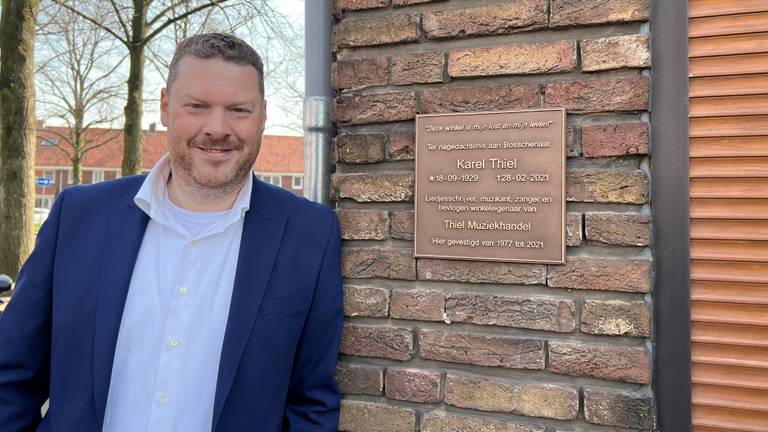 "Deze winkel is mijn lust en mijn leven!"
Ter nagedachtenis aan Bosschenaar
Karel Thiel
★18-09-1929 ✝28-02-2021
Liedjesschrijver, muzikant, zanger en
bevlogen winkeleigenaar van
Thiel Muziekhandel
Hier gevestigd van 1977 tot 2021